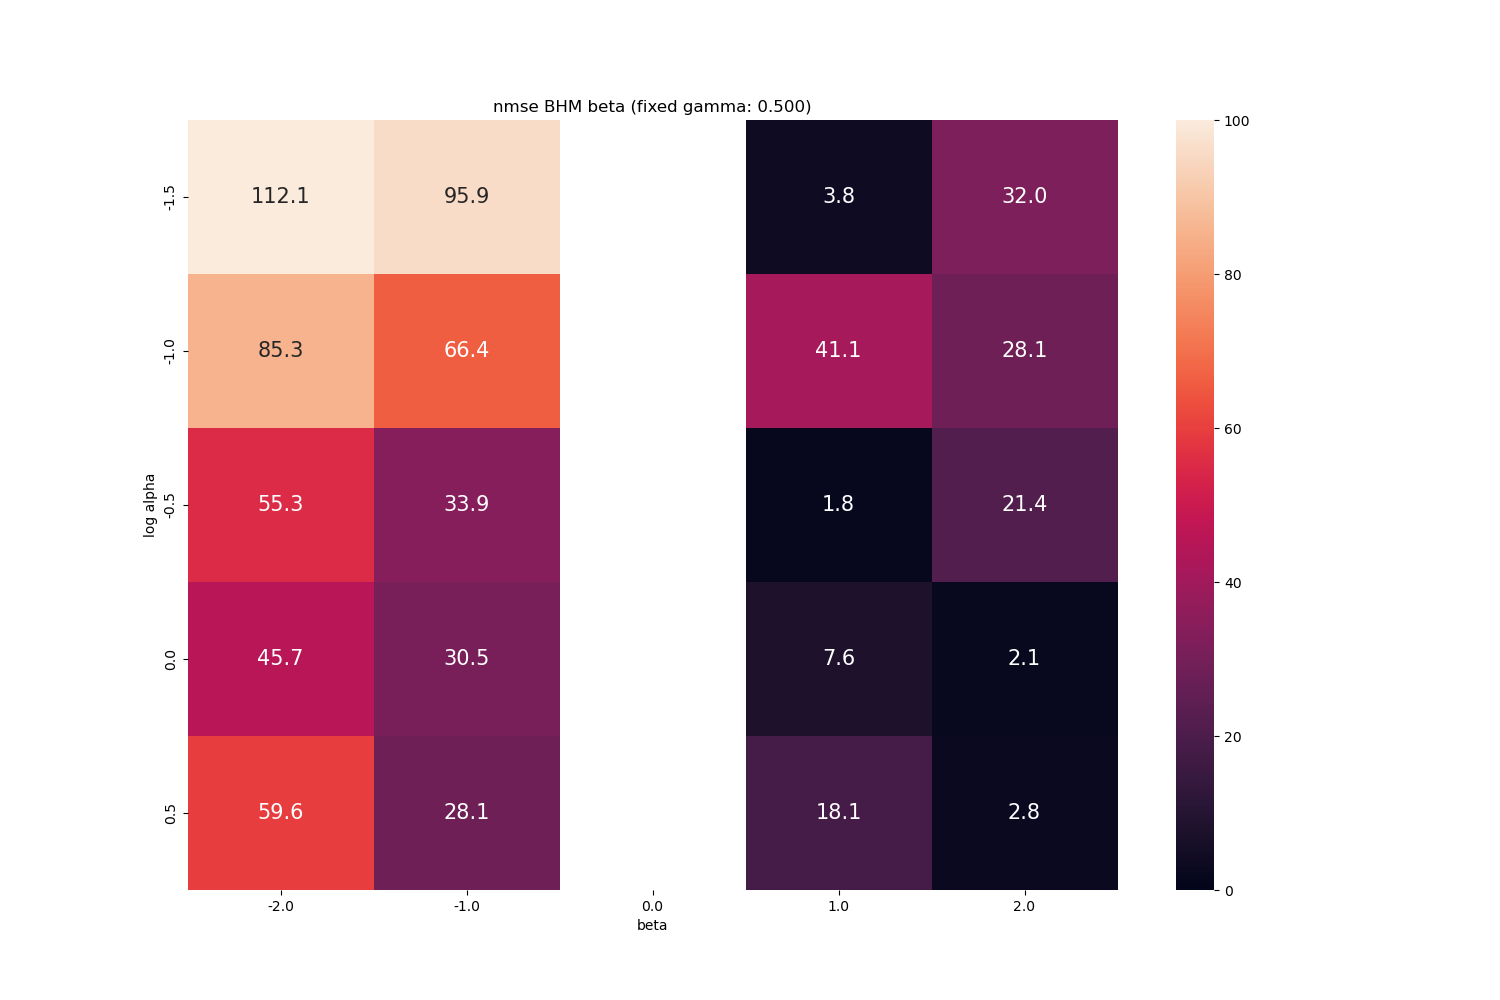 nmse BHM beta (fixed gamma: 0.500)
-1.5 112.1 95.9 3.8 32.0
-1.0 85.3 66.4 41.1 28.1
-0.5 55.3 33.9 1.8 21.4
0.0 45.7 30.5 7.6 2.1
0.5 59.6 28.1 18.1 2.8
log alpha
-2.0 -1.0 0.0 1.0 2.0
beta
100
80
60
40
20
0